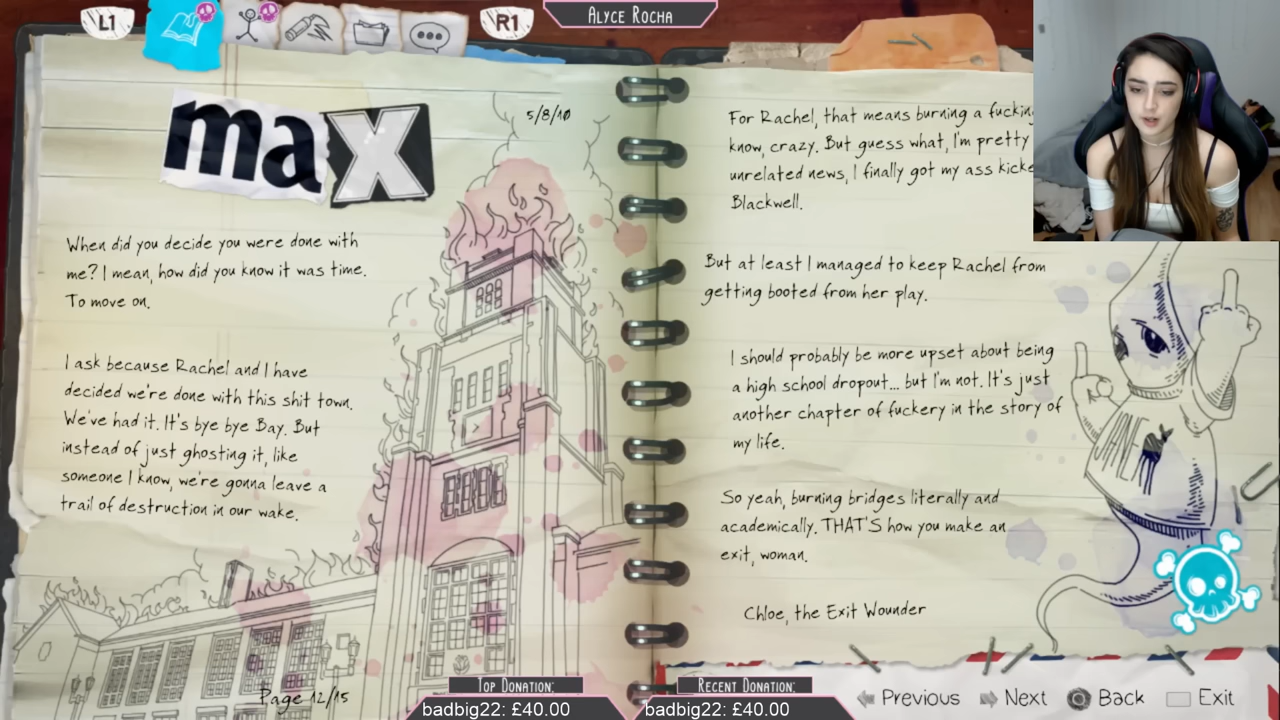 L1
R1
ALYCE ROCHA
max
5/8/10
When did you decide you were done with
me? I mean, how did you know it was time.
To move on.
I ask because Rachel and I have
decided we're done with this shit town.
We've had it. It's bye bye Bay. But
instead of just ghosting it, like
someone I know, we're gonna leave a
trail of destruction in our wake.
Page 12/15
For Rachel, that means burning a fuckin
know, crazy. But guess what, I'm pretty
unrelated news, I finally got my ass kicke
Blackwell.
But at least I managed to keep Rachel from
getting booted from her play.
I should probably be more upset about being
a high school dropout... but I'm not. It's just
another chapter of fuckery in the story of
my life.
So yeah, burning bridges literally and
academically. THAT'S how you make an
exit, woman.
Chloe, the Exit Wounder
JANE
TOP DONATION:
badbig22: £40.00
RECENT DONATION:
badbig22: £40.00
Previous
Next
Back
Exit